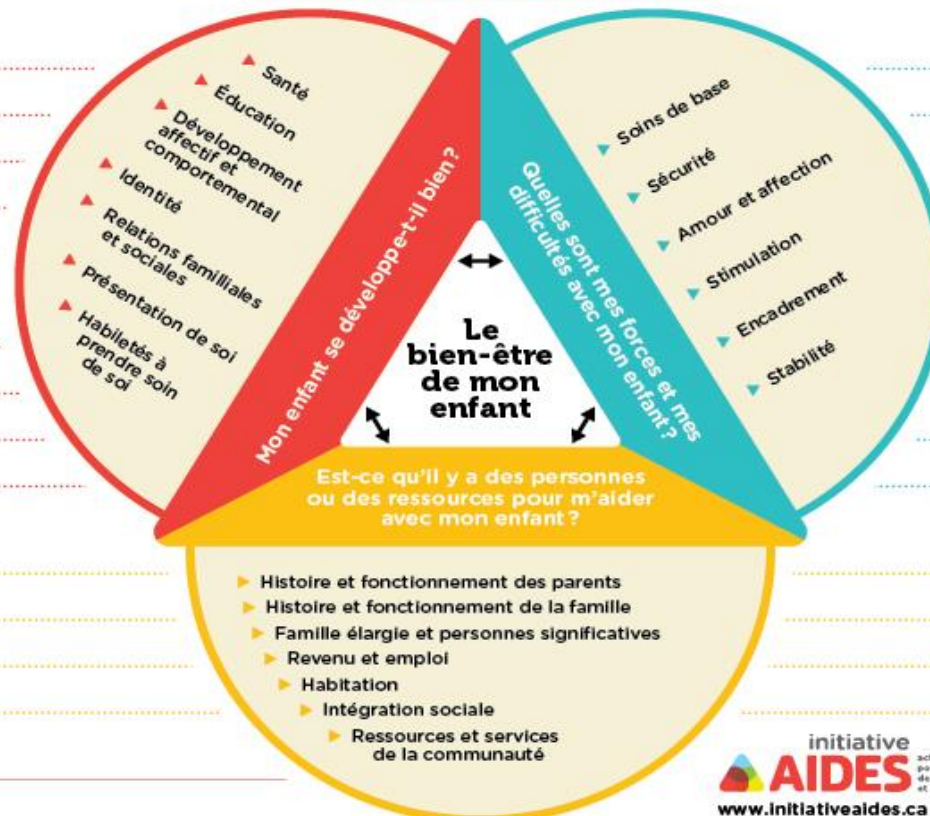 Santé
Éducation
Développement
affectif et
comportemental
Identité
Relations familliales
et sociales
Présentation de soi
Habiletés à
prendre soin
de soi
Mon enfant se développe-t-il bien ?
Quelles sont mes forces et mes
difficultés avec mon enfant ?
Soins de base
Sécurité
Amour et affection
Stimulation
Encadrement
Stabilité
Le
bien-être
de mon
enfant
Est-ce qu'il y a des personnes
ou des ressources pour m'aider
avec mon enfant ?
Histoire et fonctionnement des parents
Histoire et fonctionnement de la famille
Famille élargie et personnes significatives
Revenu et emploi
Habitation
Intégration sociale
Ressources et services
de la communauté
initiative
AIDES
www.initiativeaides.ca